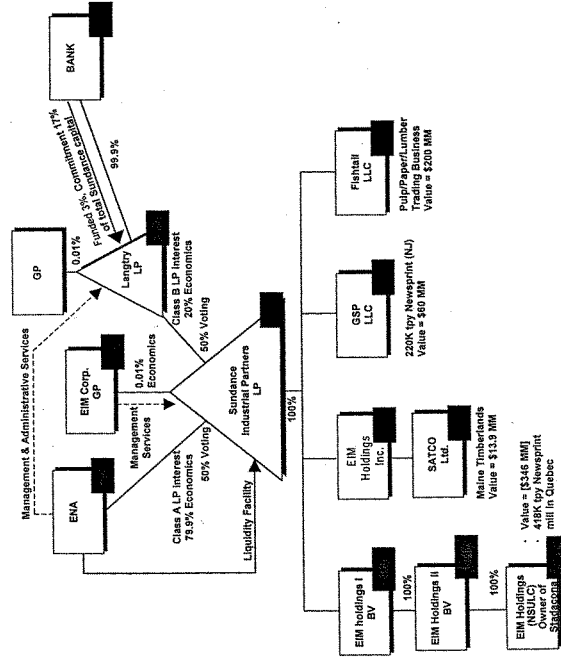 BANK
Funded 3%, Commitment 17%
of total Sundance capital
99.9%
GP
0.01%
Langtry
LP
Management & Administrative Services
Class B LP Interest
20% Economics
50% Voting
EIM Corp.
GP
0.01%
Economics
Management
Services
ENA
Class A LP interest
79.9% Economics
50% Voting
Liquidity Facility
Sundance
Industrial Partners
LP
100%
EIM holdings I
BV
100%
EIM Holdings II
BV
100%
EIM Holdings
(NSULC)
Owner of
Stadacona
· Value = [$346 MM]
· 418K tpy Newsprint
mill in Quebec
EIM
Holdings
Inc.
SATCO
Ltd.
Maine Timberlands
Value = $13.9 MM
GSP
LLC
220K tpy Newsprint (NJ)
Value = $60 MM
Fishtail
LLC
Pulp/Paper/Lumber
Trading Business
Value = $200 MM